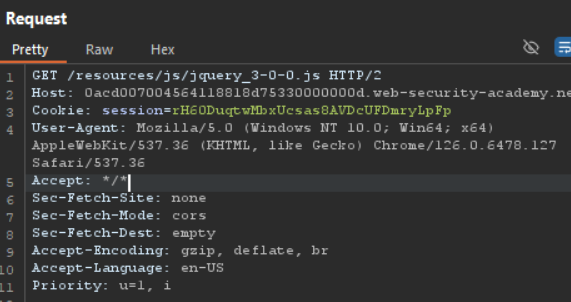 Request
Pretty Raw Hex
1 GET /resources/js/jquery_3-0-0.js HTTP/2
2 Host: 0acd007004564118818d75330000000d.web-security-academy.ne
3 Cookie: session=rH60DuqtwMbxUcsas8AVDcUFDmryLpFp
4 User-Agent: Mozilla/5.0 (Windows NT 10.0; Win64; x64)
AppleWebKit/537.36 (KHTML, like Gecko) Chrome/126.0.6478.127
Safari/537.36
5 Accept: */*
6 Sec-Fetch-Site: none
7 Sec-Fetch-Mode: cors
8 Sec-Fetch-Dest: empty
9 Accept-Encoding: gzip, deflate, br
10 Accept-Language: en-US
11 Priority: u=1, i